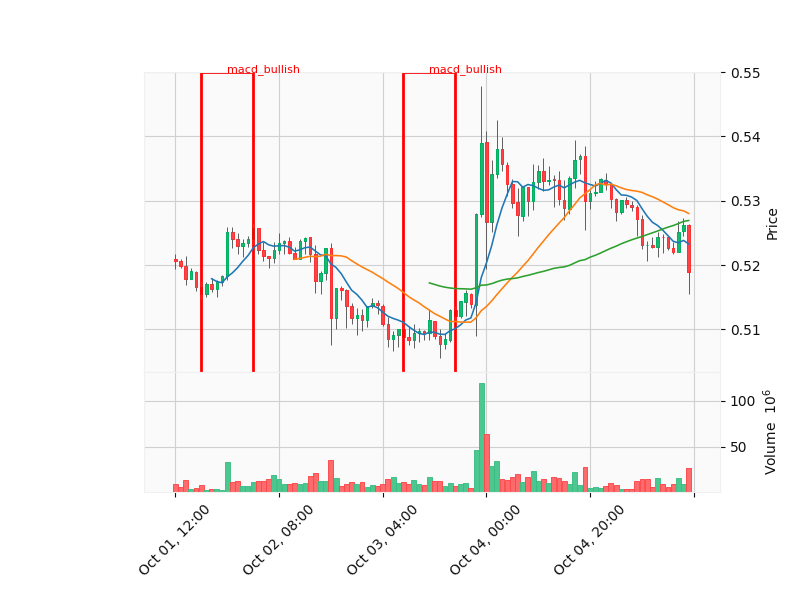 macd_bullish macd_bullish
0.55
0.54
0.53
0.52
0.51
Price
100
50
Volume 10^6
Oct 01, 12:00
Oct 02, 08:00
Oct 03, 04:00
Oct 04, 00:00
Oct 04, 20:00